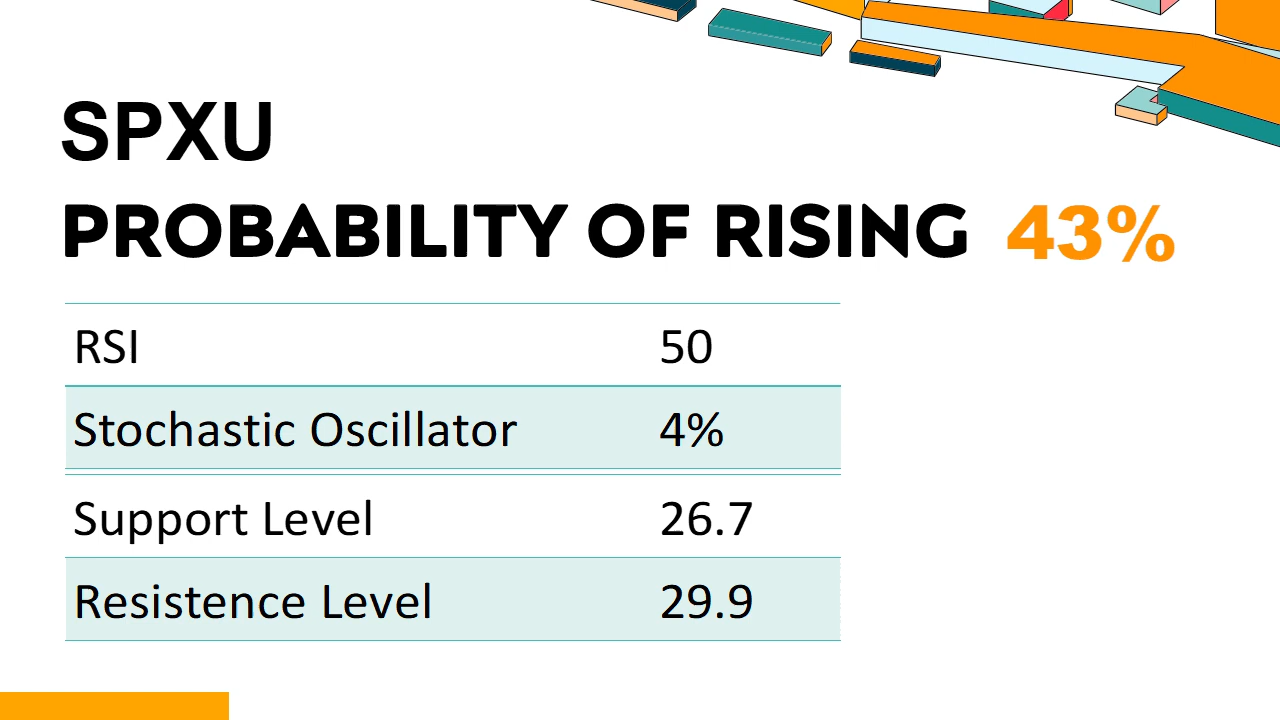 SPXU
PROBABILITY OF RISING 43%
RSI 50
Stochastic Oscillator 4%
Support Level 26.7
Resistence Level 29.9